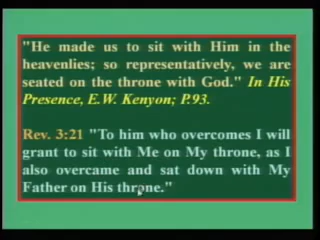 "He made us to sit with Him in the
heavenlies; so representatively, we are
seated on the throne with God." In His
Presence, E.W. Kenyon; P.93.
Rev. 3:21 "To him who overcomes I will
grant to sit with Me on My throne, as I
also overcame and sat down with My
Father on His throne."